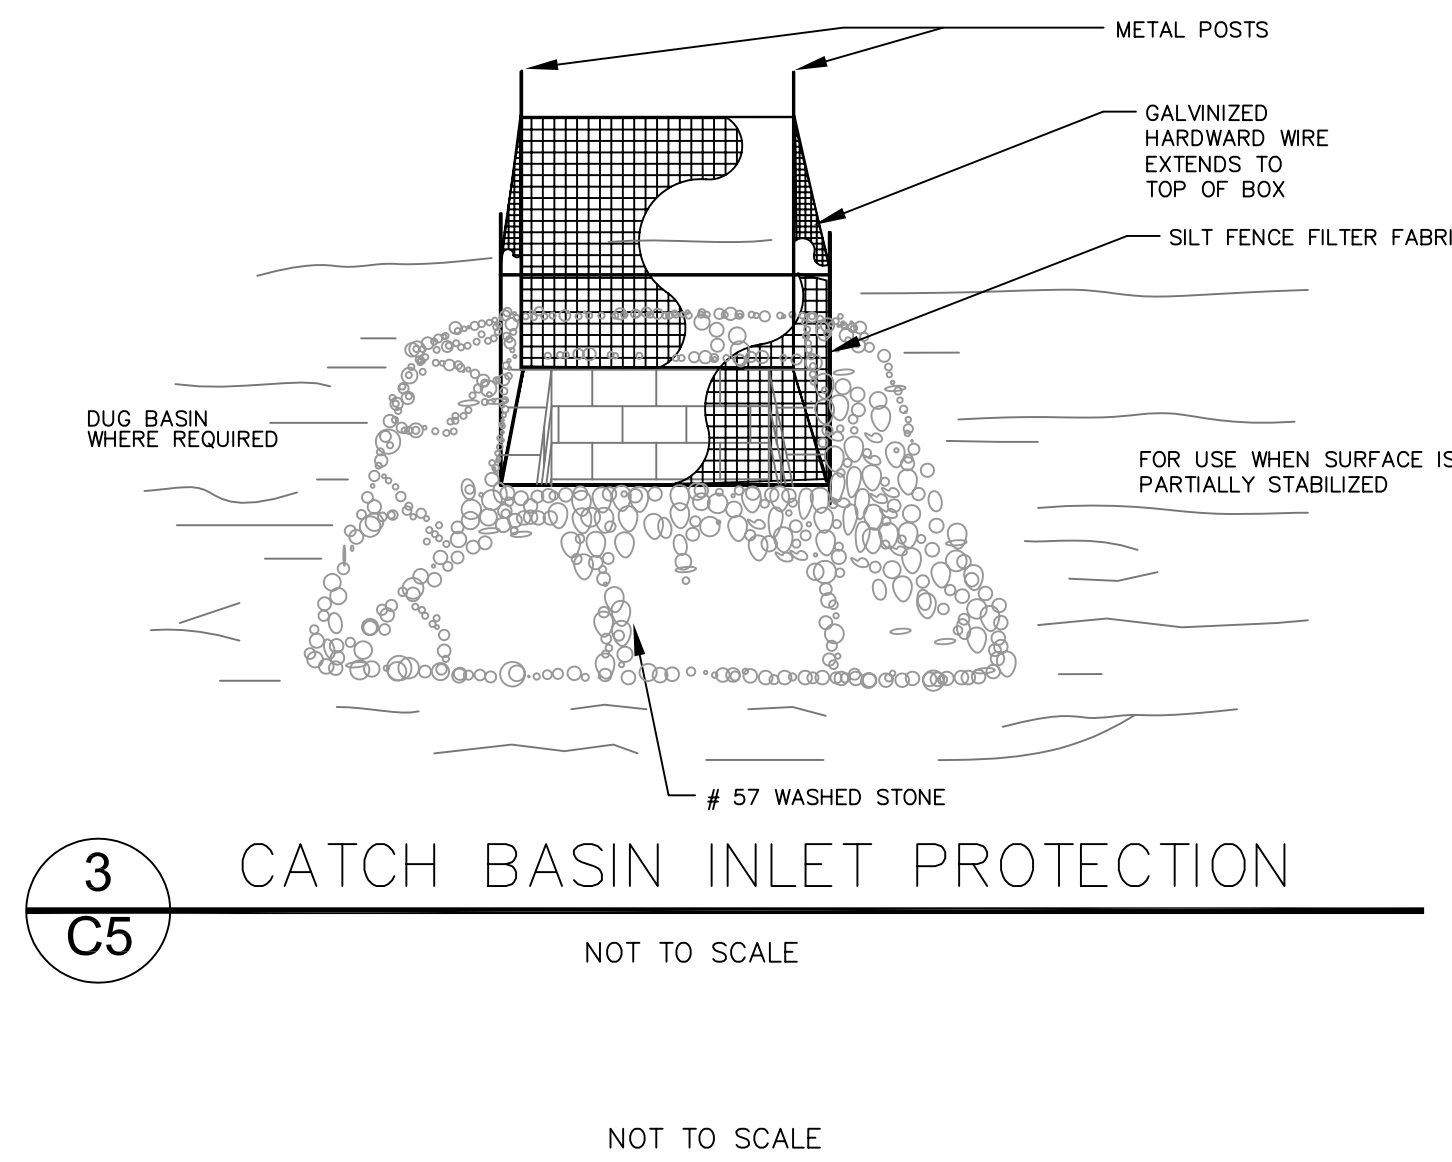 METAL POSTS
GALVINIZED
HARDWARD WIRE
EXTENDS TO
TOP OF BOX
SILT FENCE FILTER FABRI
DUG BASIN
WHERE REQUIRED
FOR USE WHEN SURFACE IS
PARTIALLY STABILIZED
# 57 WASHED STONE
3
C5
CATCH BASIN INLET PROTECTION
NOT TO SCALE
NOT TO SCALE